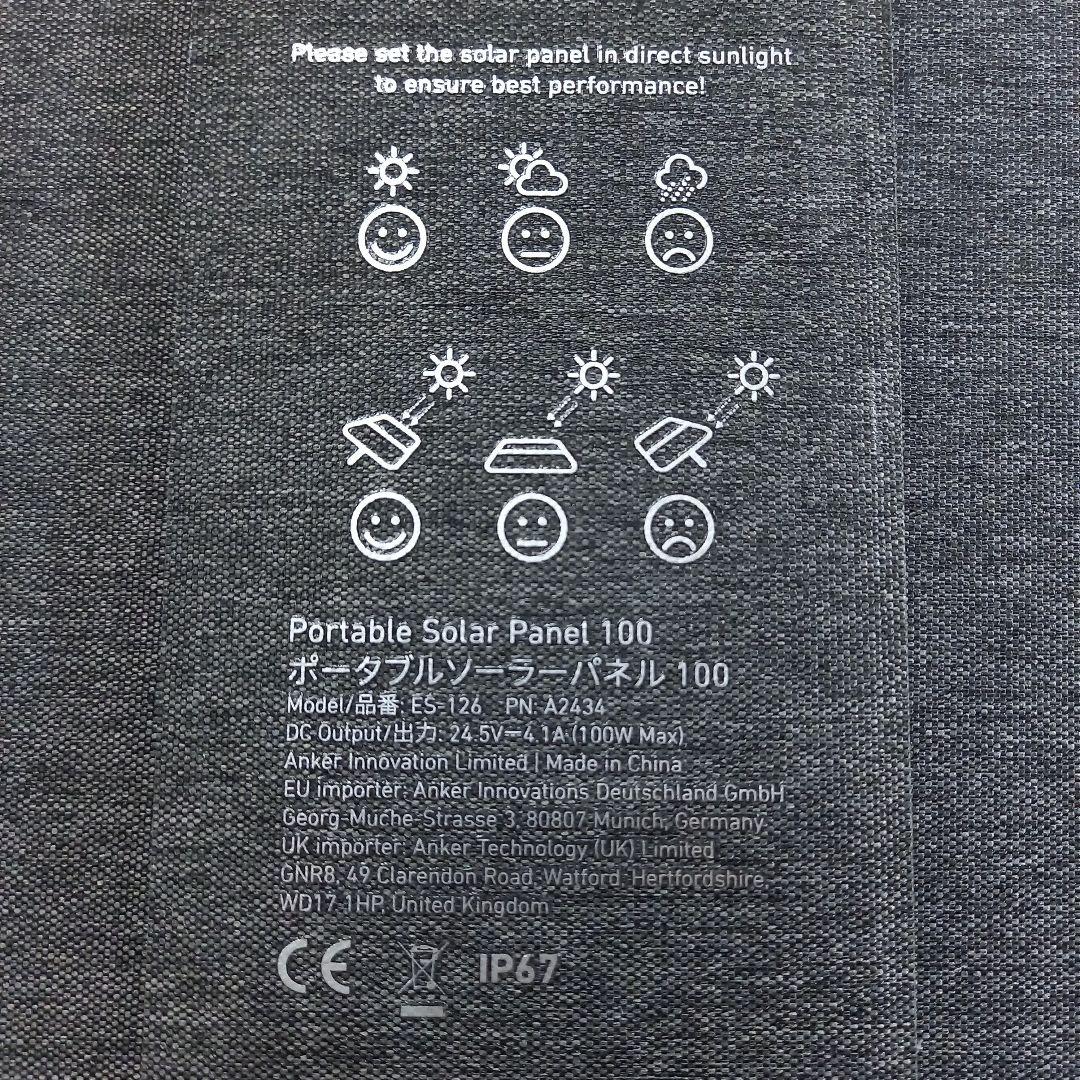 Please set the solar panel in direct sunlight
to ensure best performance!
Portable Solar Panel 100
ポータブルソーラーパネル 100
Model/品番: ES-126 PN: A2434
DC Output/出力: 24.5V⎓4.1A (100W Max)
Anker Innovation Limited | Made in China
EU importer: Anker Innovations Deutschland GmbH
Georg-Muche-Strasse 3, 80807 Munich, Germany
UK importer: Anker Technology (UK) Limited
GNR8, 49 Clarendon Road, Watford, Hertfordshire,
WD17 1HP, United Kingdom
CE IP67